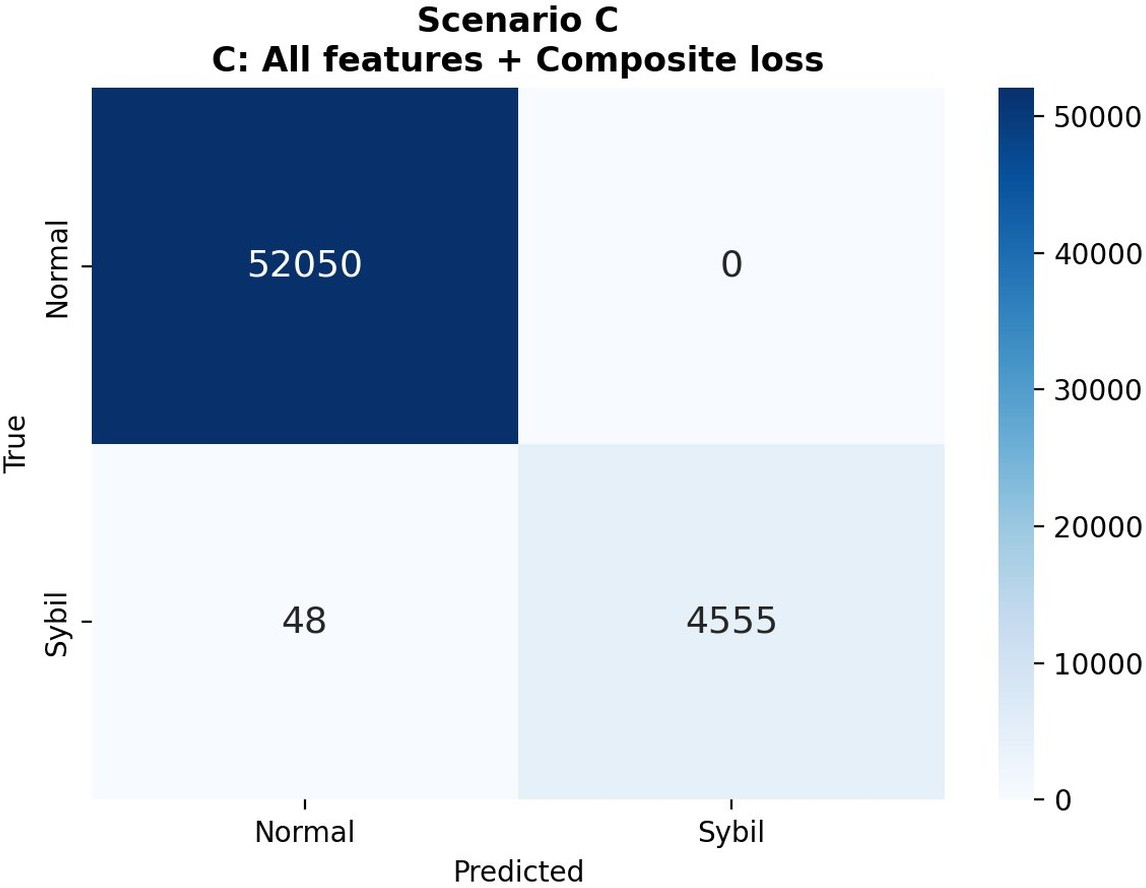 Scenario C
C: All features + Composite loss
Normal
52050
0
True
Sybil
48
4555
Normal
Sybil
Predicted
50000
40000
30000
20000
10000
0